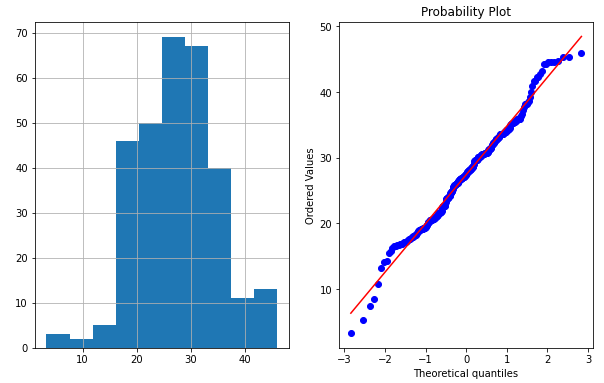 70
60
50
40
30
20
10
0
10 20 30 40
Probability Plot
50
40
30
20
10
Ordered Values
−3 −2 −1 0 1 2 3
Theoretical quantiles